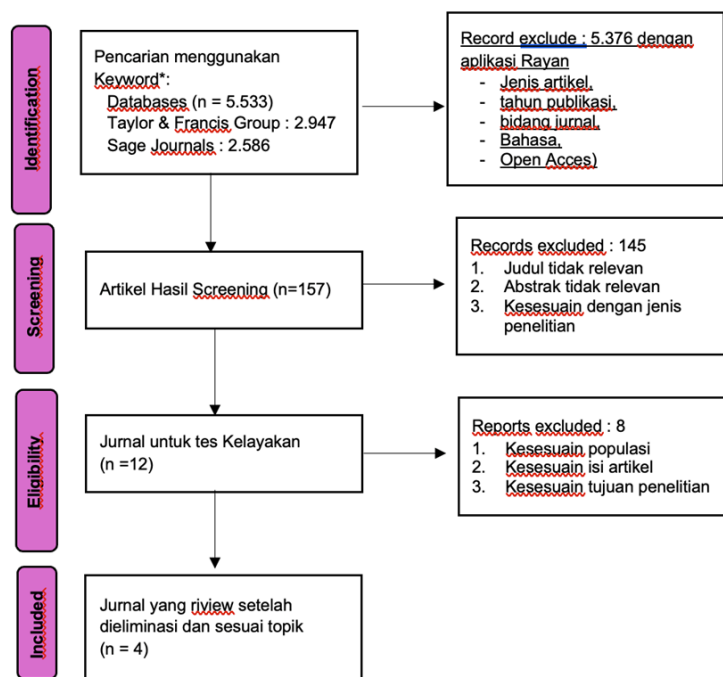 Identification
Pencarian menggunakan
Keyword*:
Databases (n = 5.533)
Taylor & Francis Group : 2.947
Sage Journals : 2.586
Record exclude : 5.376 dengan
aplikasi Rayan
- Jenis artikel,
- tahun publikasi,
- bidang jurnal,
- Bahasa,
- Open Acces)
Screening
Artikel Hasil Screening (n=157)
Records excluded : 145
1. Judul tidak relevan
2. Abstrak tidak relevan
3. Kesesuain dengan jenis
penelitian
Eligibility
Jurnal untuk tes Kelayakan
(n =12)
Reports excluded : 8
1. Kesesuain populasi
2. Kesesuain isi artikel
3. Kesesuain tujuan penelitian
Included
Jurnal yang riview setelah
dieliminasi dan sesuai topik
(n = 4)